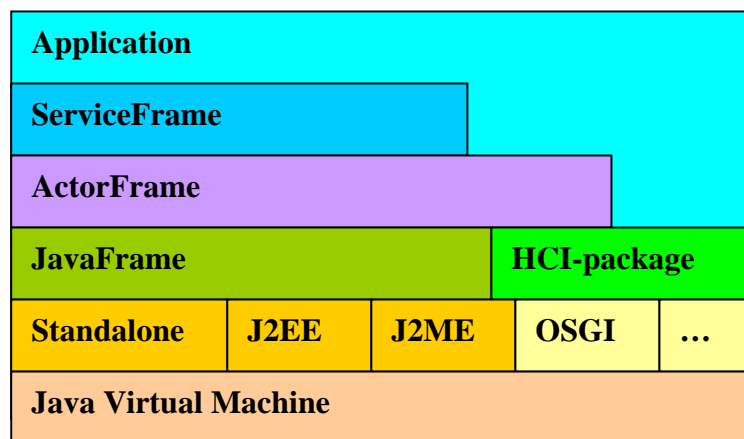 Application
ServiceFrame
ActorFrame
JavaFrame HCI-package
Standalone J2EE J2ME OSGI ...
Java Virtual Machine